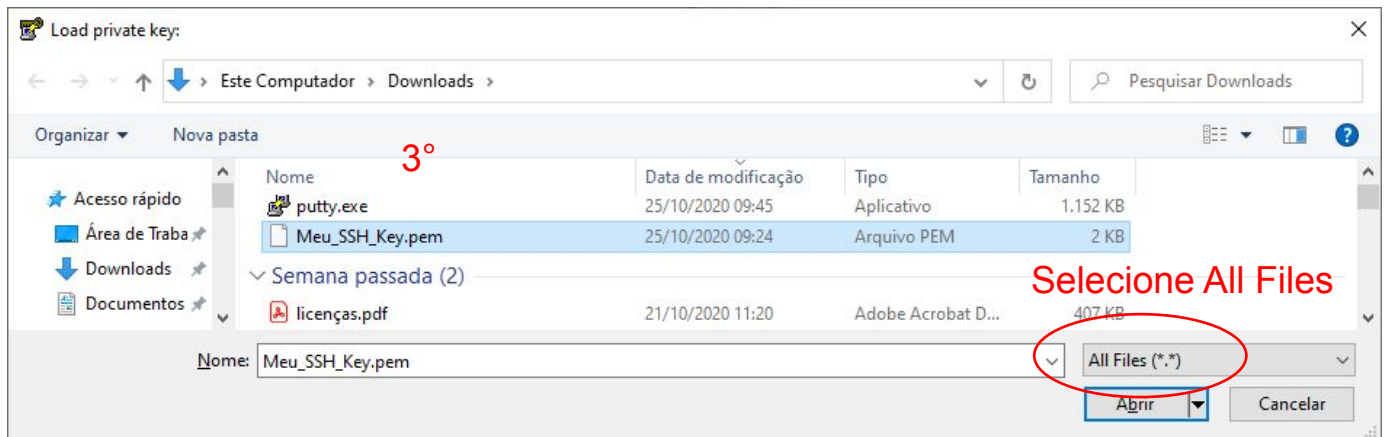 Load private key:
Este Computador > Downloads >
Pesquisar Downloads
Organizar
Nova pasta
3°
Nome
Data de modificação
Tipo
Tamanho
Acesso rápido
putty.exe
25/10/2020 09:45
Aplicativo
1.152 KB
Área de Traba
Meu_SSH_Key.pem
25/10/2020 09:24
Arquivo PEM
2 KB
Downloads
Semana passada (2)
Selecione All Files
Documentos
licenças.pdf
21/10/2020 11:20
Adobe Acrobat D...
407 KB
Nome:
Meu_SSH_Key.pem
All Files (*.*)
Abrir
Cancelar